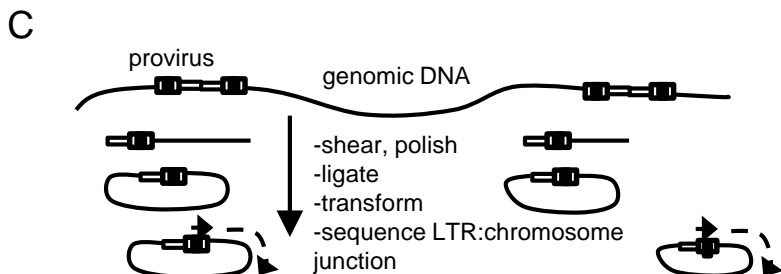 C
provirus
genomic DNA
-shear, polish
-ligate
-transform
-sequence LTR:chromosome
junction